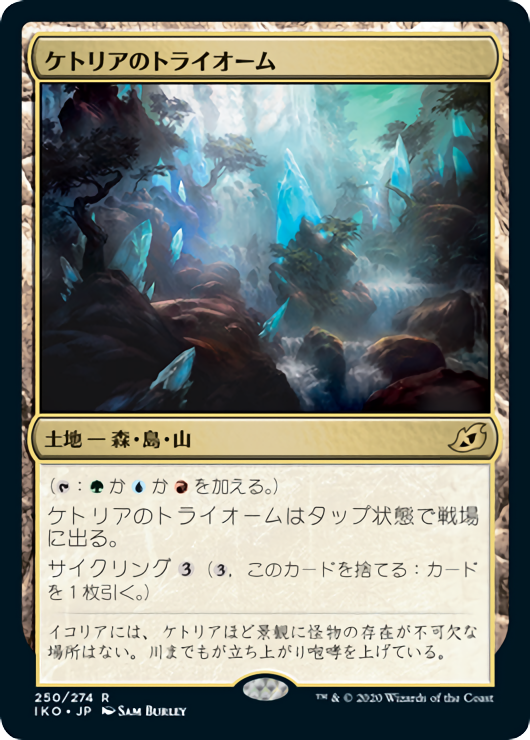 ケトリアのトライオーム
土地 ― 森・島・山
(：か か を加える。)
ケトリアのトライオームはタップ状態で戦場
に出る。
サイクリング 3 (3, このカードを捨てる：カード
を１枚引く。)
イコリアには、ケトリアほど景観に怪物の存在が不可欠な
場所はない。川までもが立ち上がり咆哮を上げている。
250/274 R
IKO • JP SAM BURLEY
™ & © 2020 Wizards of the Coast